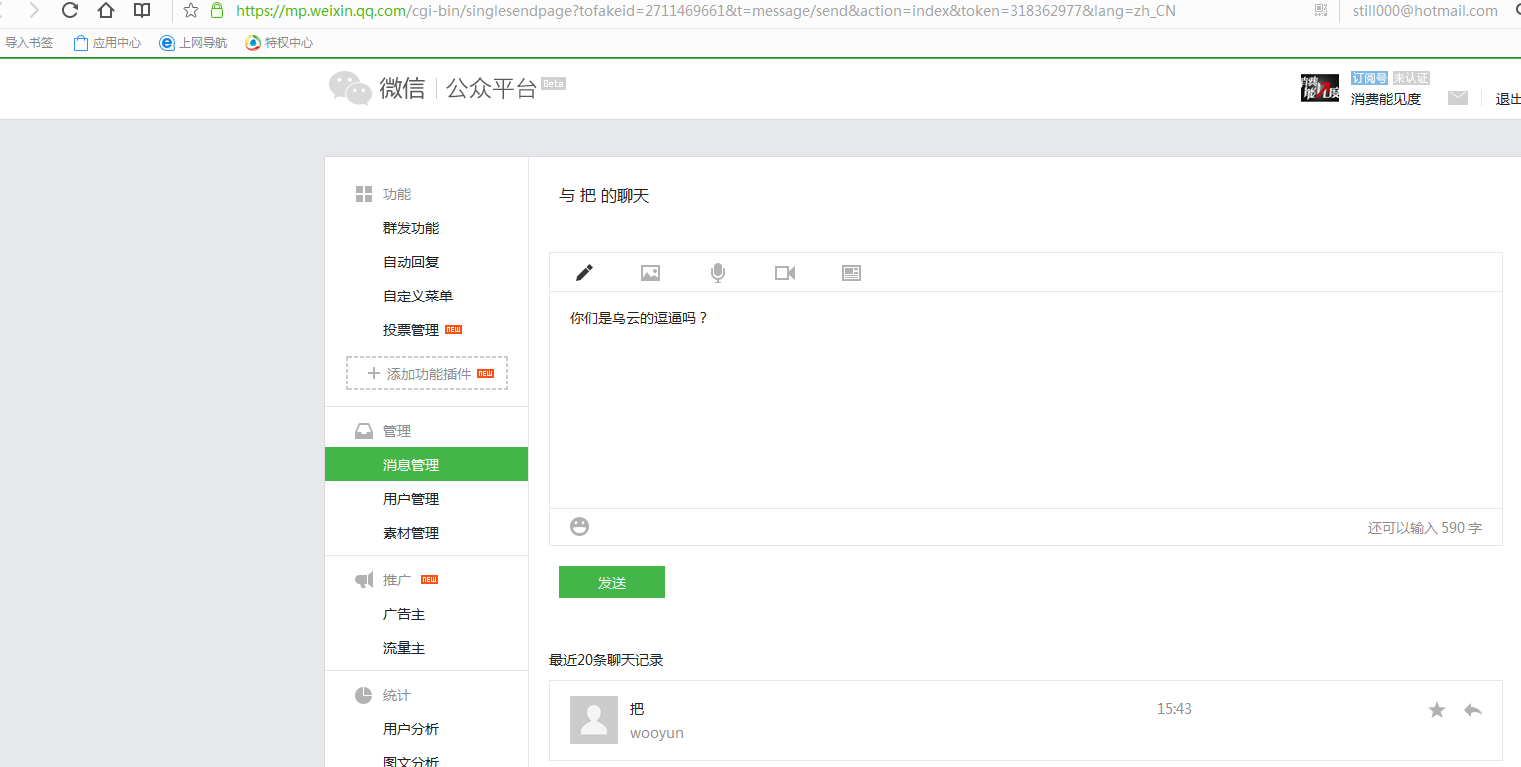 https://mp.weixin.qq.com/cgi-bin/singlesendpage?tofakeid=2711469661&t=message/send&action=index&token=318362977&lang=zh_CN
still000@hotmail.com
导入书签 应用中心 上网导航 特权中心
微信 公众平台 Beta
订阅号 未认证
消费能见度 退出
功能
群发功能
自动回复
自定义菜单
投票管理 NEW
添加功能插件 NEW
管理
消息管理
用户管理
素材管理
推广 NEW
广告主
流量主
统计
用户分析
图文分析
与 把 的聊天
你们是乌云的逗逼吗？
还可以输入 590 字
发送
最近20条聊天记录
把 15:43
wooyun